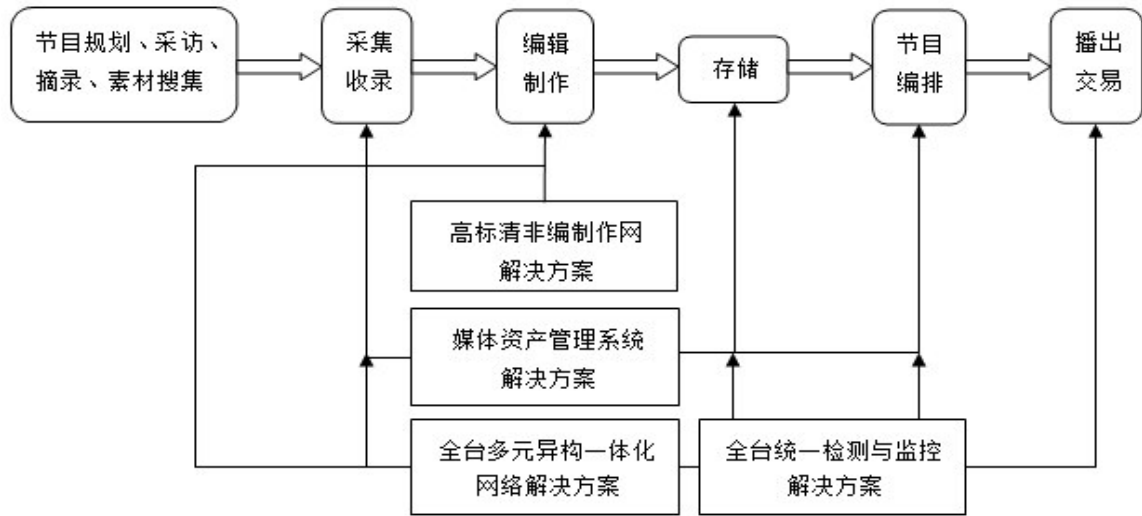 节目规划、采访、
摘录、素材搜集
采集
收录
编辑
制作
存储
节目
编排
播出
交易
高标清非编制作网
解决方案
媒体资产管理系统
解决方案
全台多元异构一体化
网络解决方案
全台统一检测与监控
解决方案